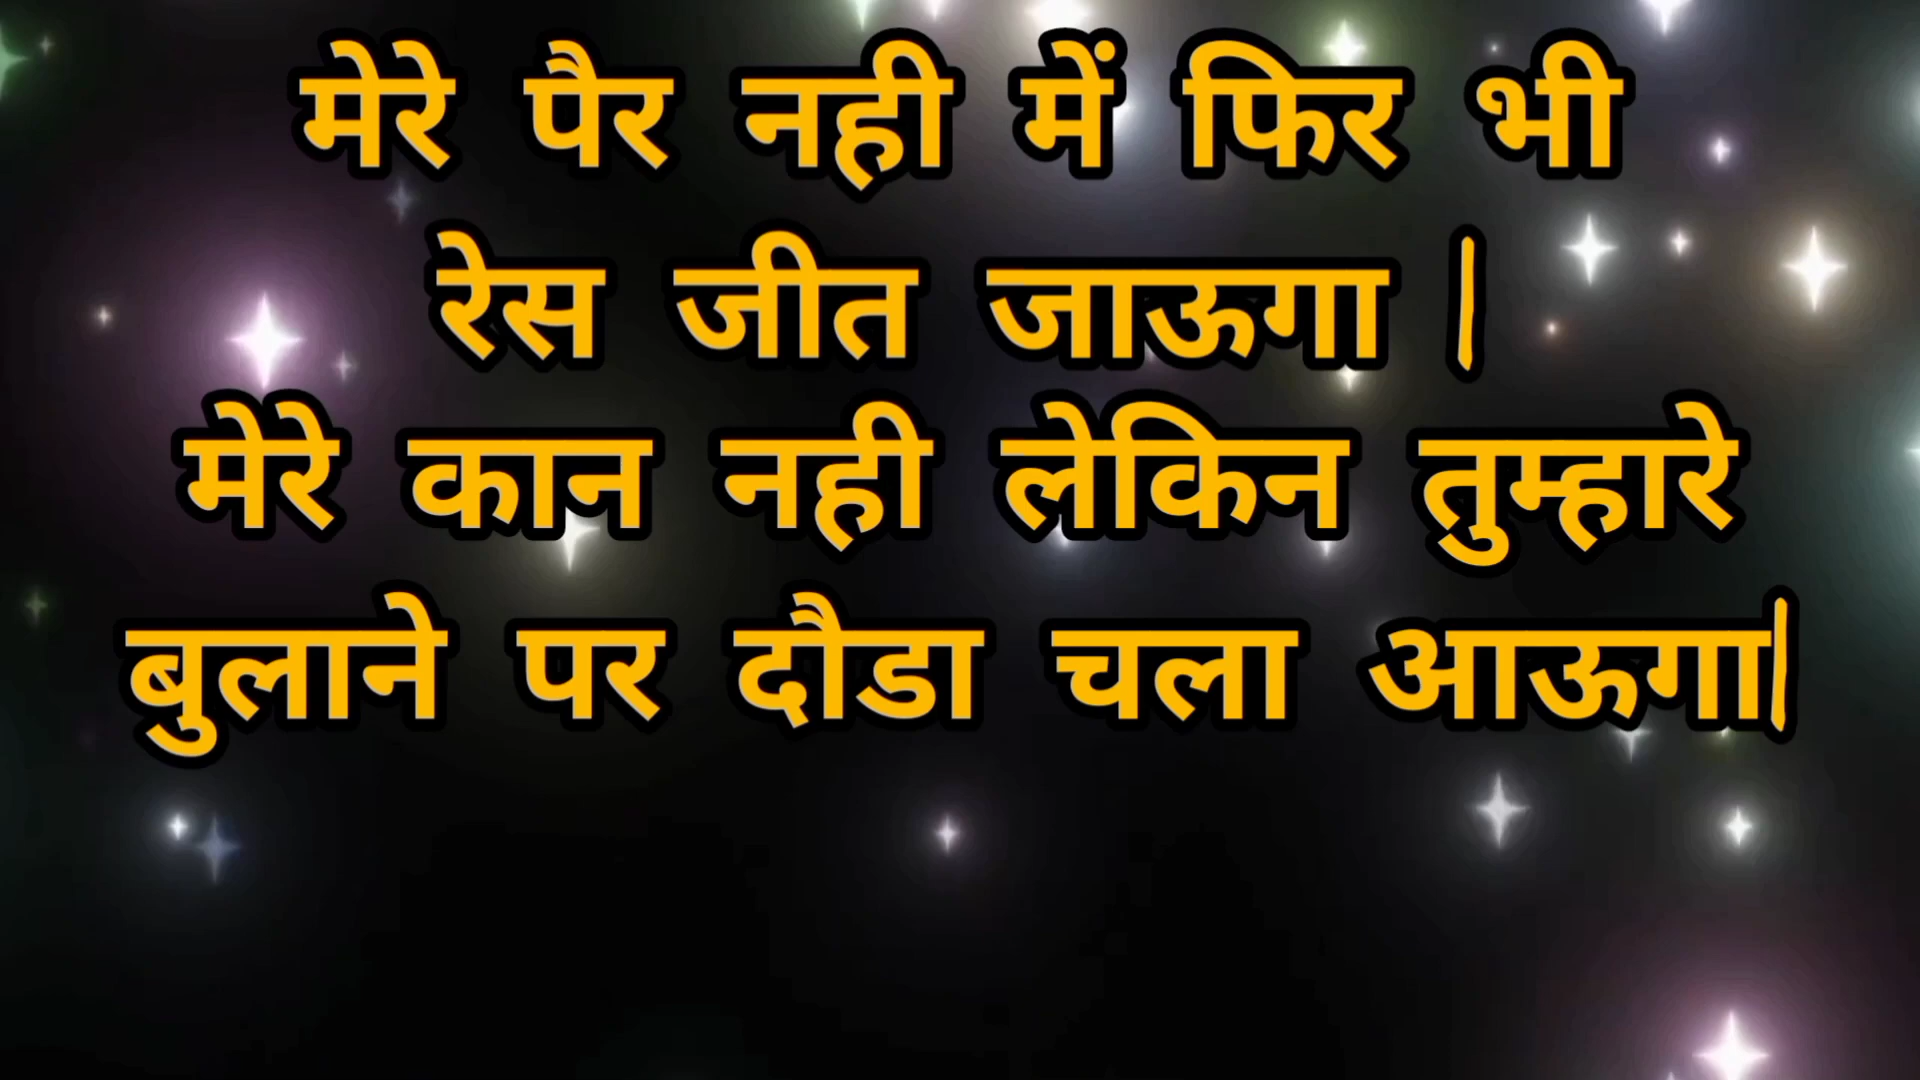 मेरे पैर नही में फिर भी
रेस जीत जाऊगा |
मेरे कान नही लेकिन तुम्हारे
बुलाने पर दौडा चला आऊगा|